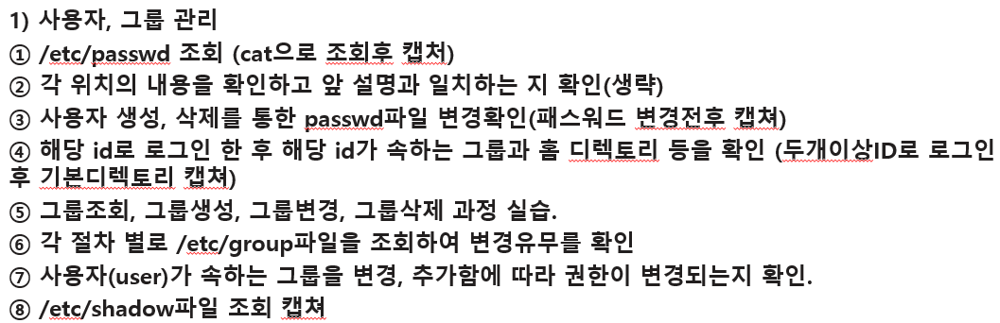 1) 사용자, 그룹 관리
① /etc/passwd 조회 (cat으로 조회후 캡처)
② 각 위치의 내용을 확인하고 앞 설명과 일치하는 지 확인(생략)
③ 사용자 생성, 삭제를 통한 passwd파일 변경확인(패스워드 변경전후 캡쳐)
④ 해당 id로 로그인 한 후 해당 id가 속하는 그룹과 홈 디렉토리 등을 확인 (두개이상ID로 로그인
후 기본디렉토리 캡쳐)
⑤ 그룹조회, 그룹생성, 그룹변경, 그룹삭제 과정 실습.
⑥ 각 절차 별로 /etc/group파일을 조회하여 변경유무를 확인
⑦ 사용자(user)가 속하는 그룹을 변경, 추가함에 따라 권한이 변경되는지 확인.
⑧ /etc/shadow파일 조회 캡쳐